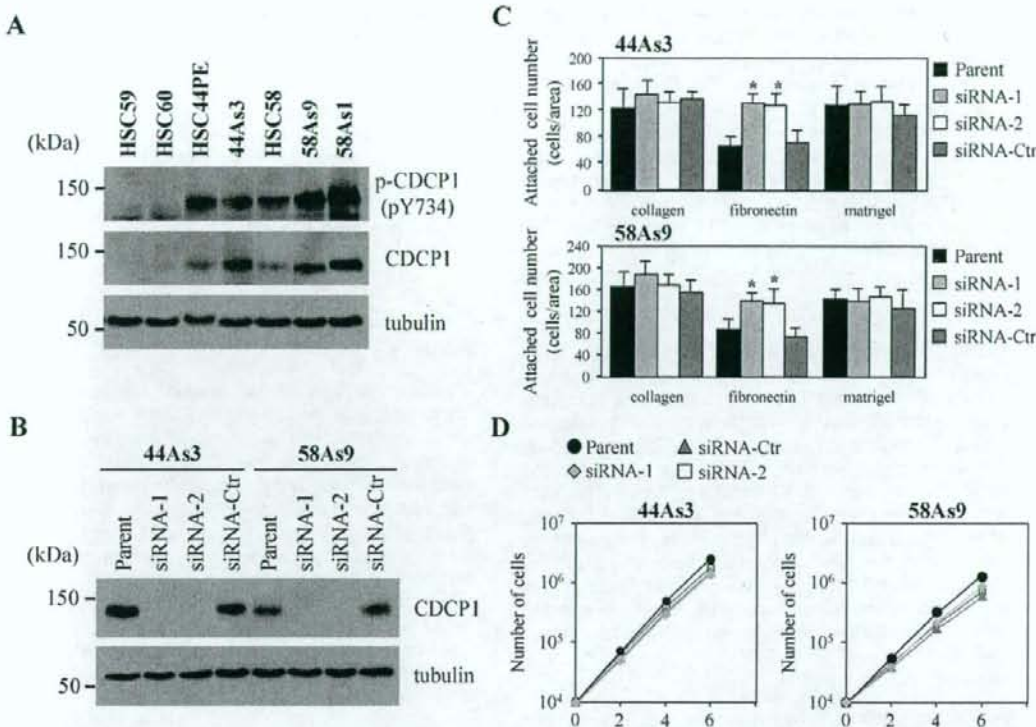 A
HSC59
HSC60
HSC44PE
44As3
HSC58
58As9
58As1
(kDa)
150
p-CDCP1
(pY734)
150
CDCP1
50
tubulin
B
44As3
58As9
(kDa)
Parent
siRNA-1
siRNA-2
siRNA-Ctr
Parent
siRNA-1
siRNA-2
siRNA-Ctr
150
CDCP1
50
tubulin
C
44As3
Attached cell number
(cells/area)
160
120
80
40
0
* *
collagen
fibronectin
matrigel
Parent
siRNA-1
siRNA-2
siRNA-Ctr
58As9
Attached cell number
(cells/area)
240
200
160
120
80
40
0
* *
collagen
fibronectin
matrigel
Parent
siRNA-1
siRNA-2
siRNA-Ctr
D
Parent
siRNA-Ctr
siRNA-1
siRNA-2
44As3
Number of cells
10⁷
10⁶
10⁵
10⁴
0 2 4 6
58As9
Number of cells
10⁷
10⁶
10⁵
10⁴
0 2 4 6